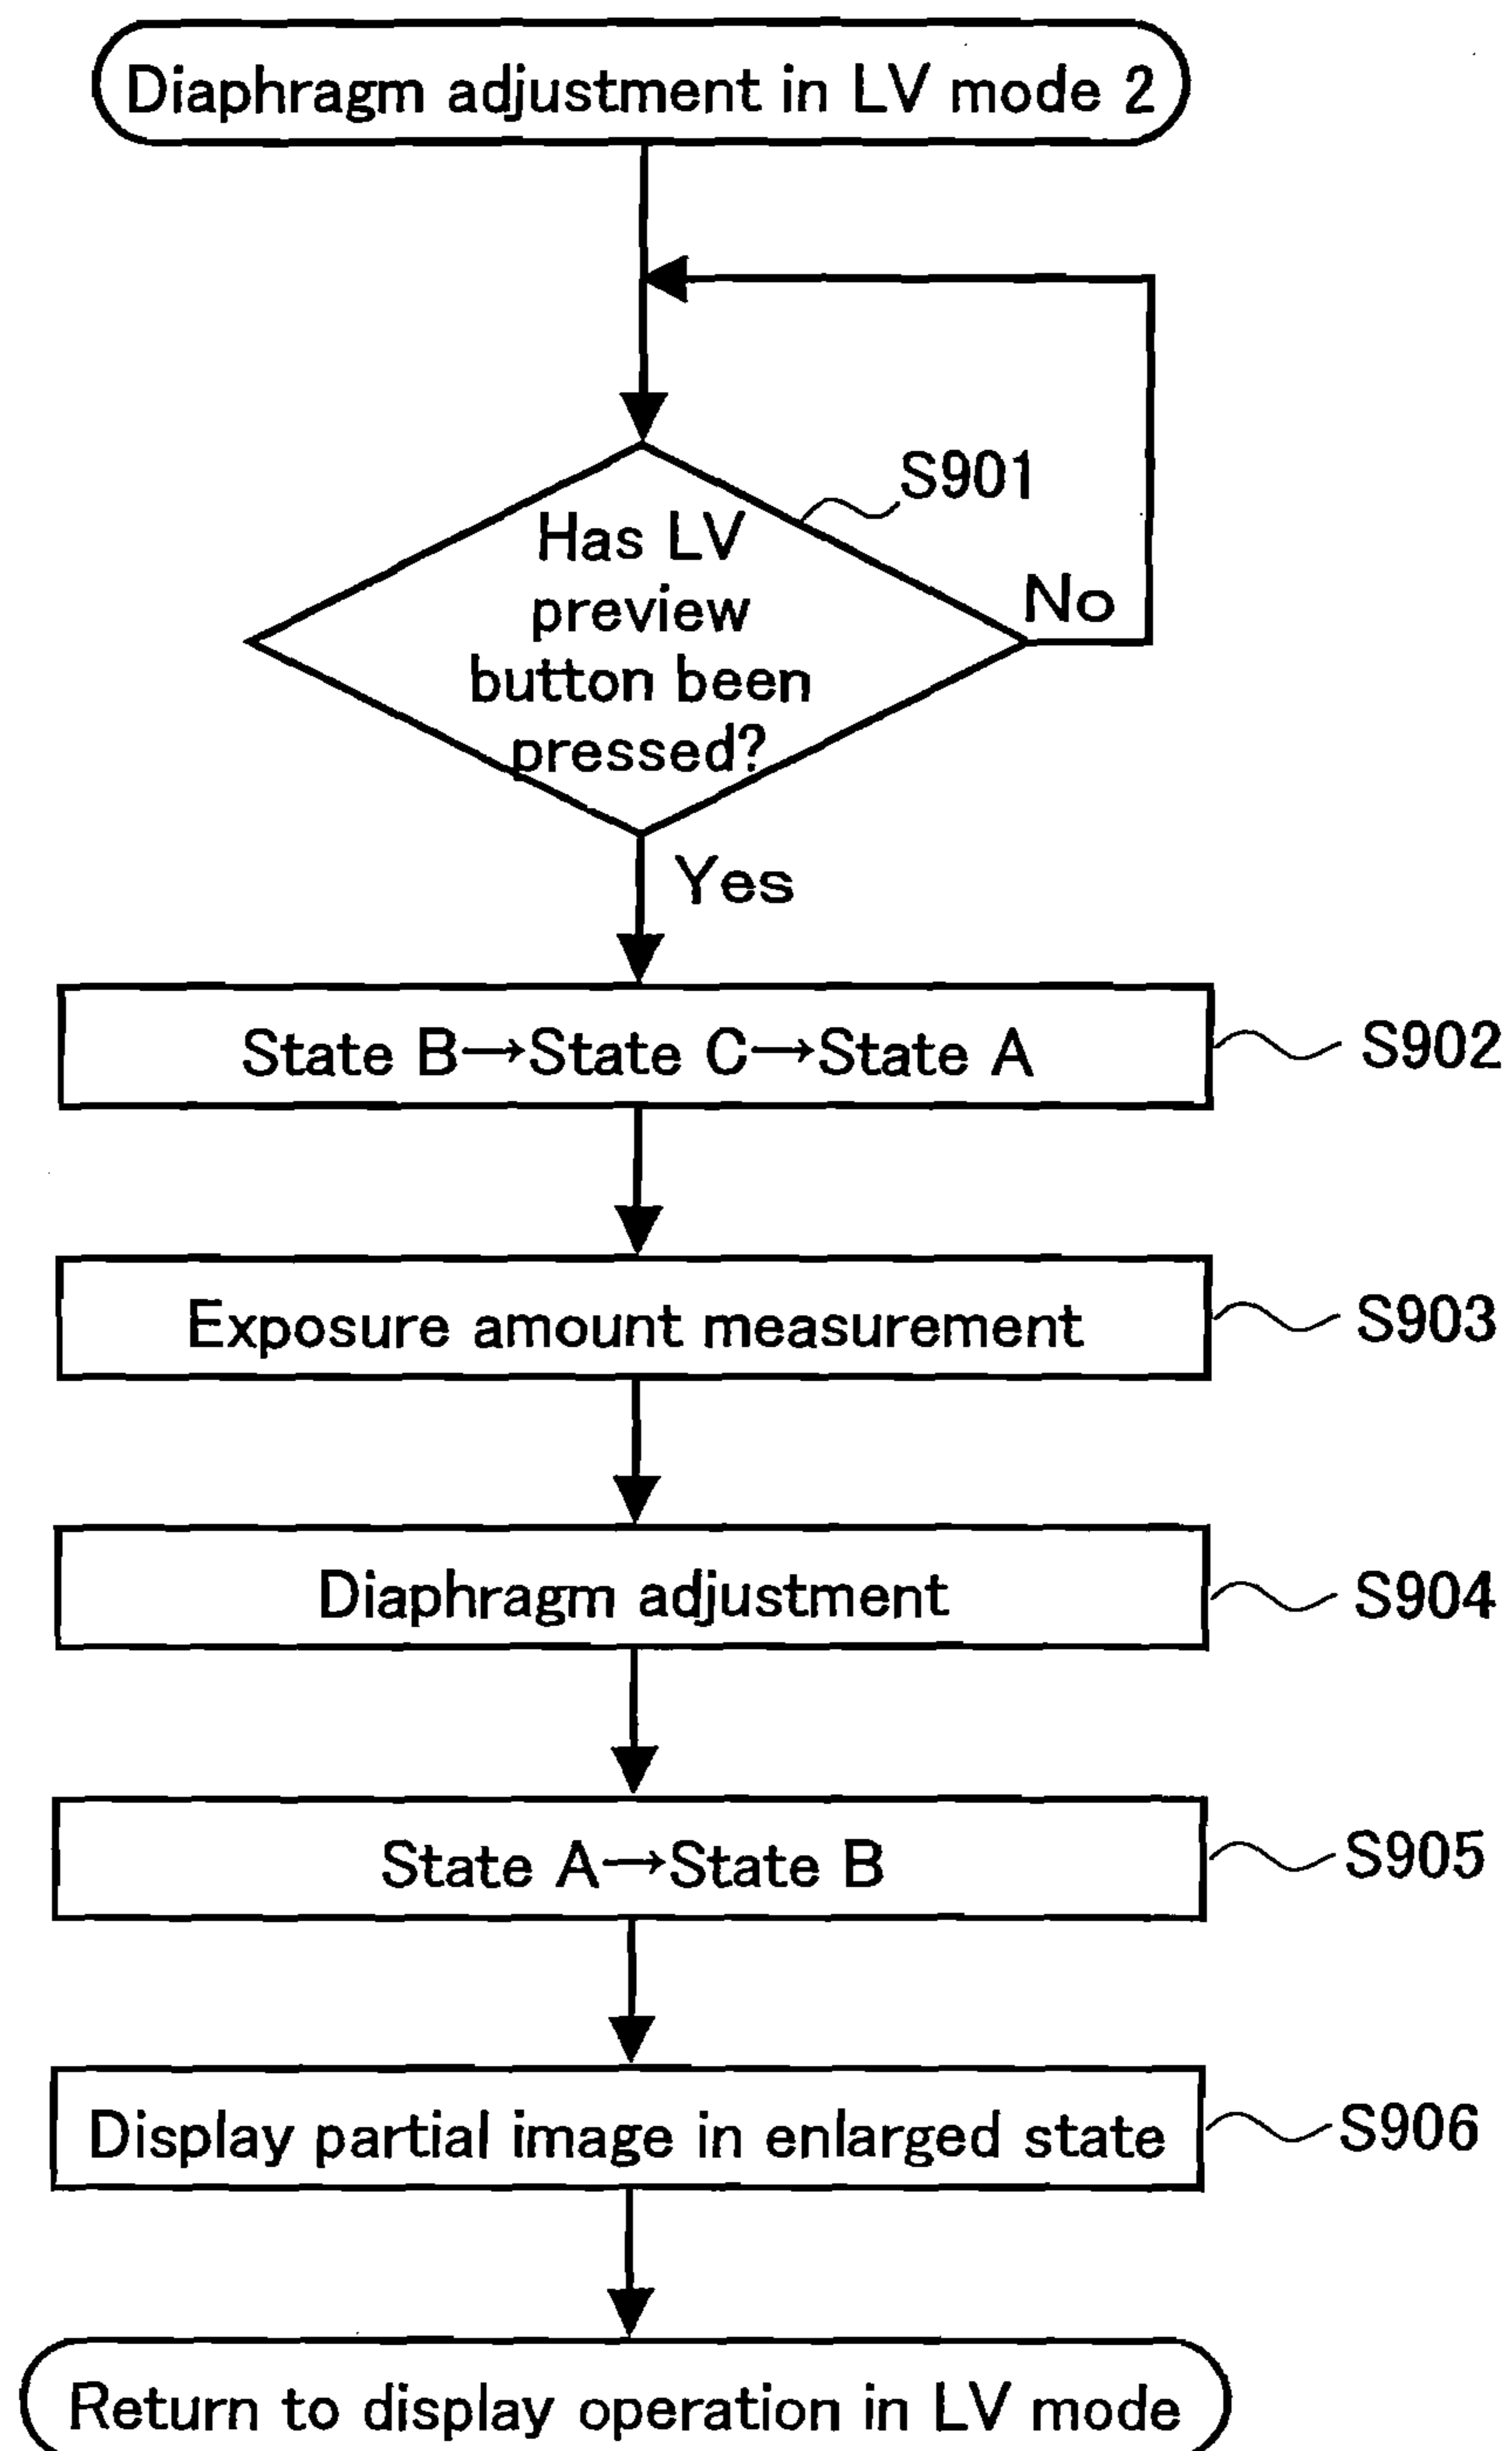 Diaphragm adjustment in LV mode 2
S901
Has LV
preview
button been
pressed?
No
Yes
State B→State C→State A
S902
Exposure amount measurement
S903
Diaphragm adjustment
S904
State A→State B
S905
Display partial image in enlarged state
S906
Return to display operation in LV mode